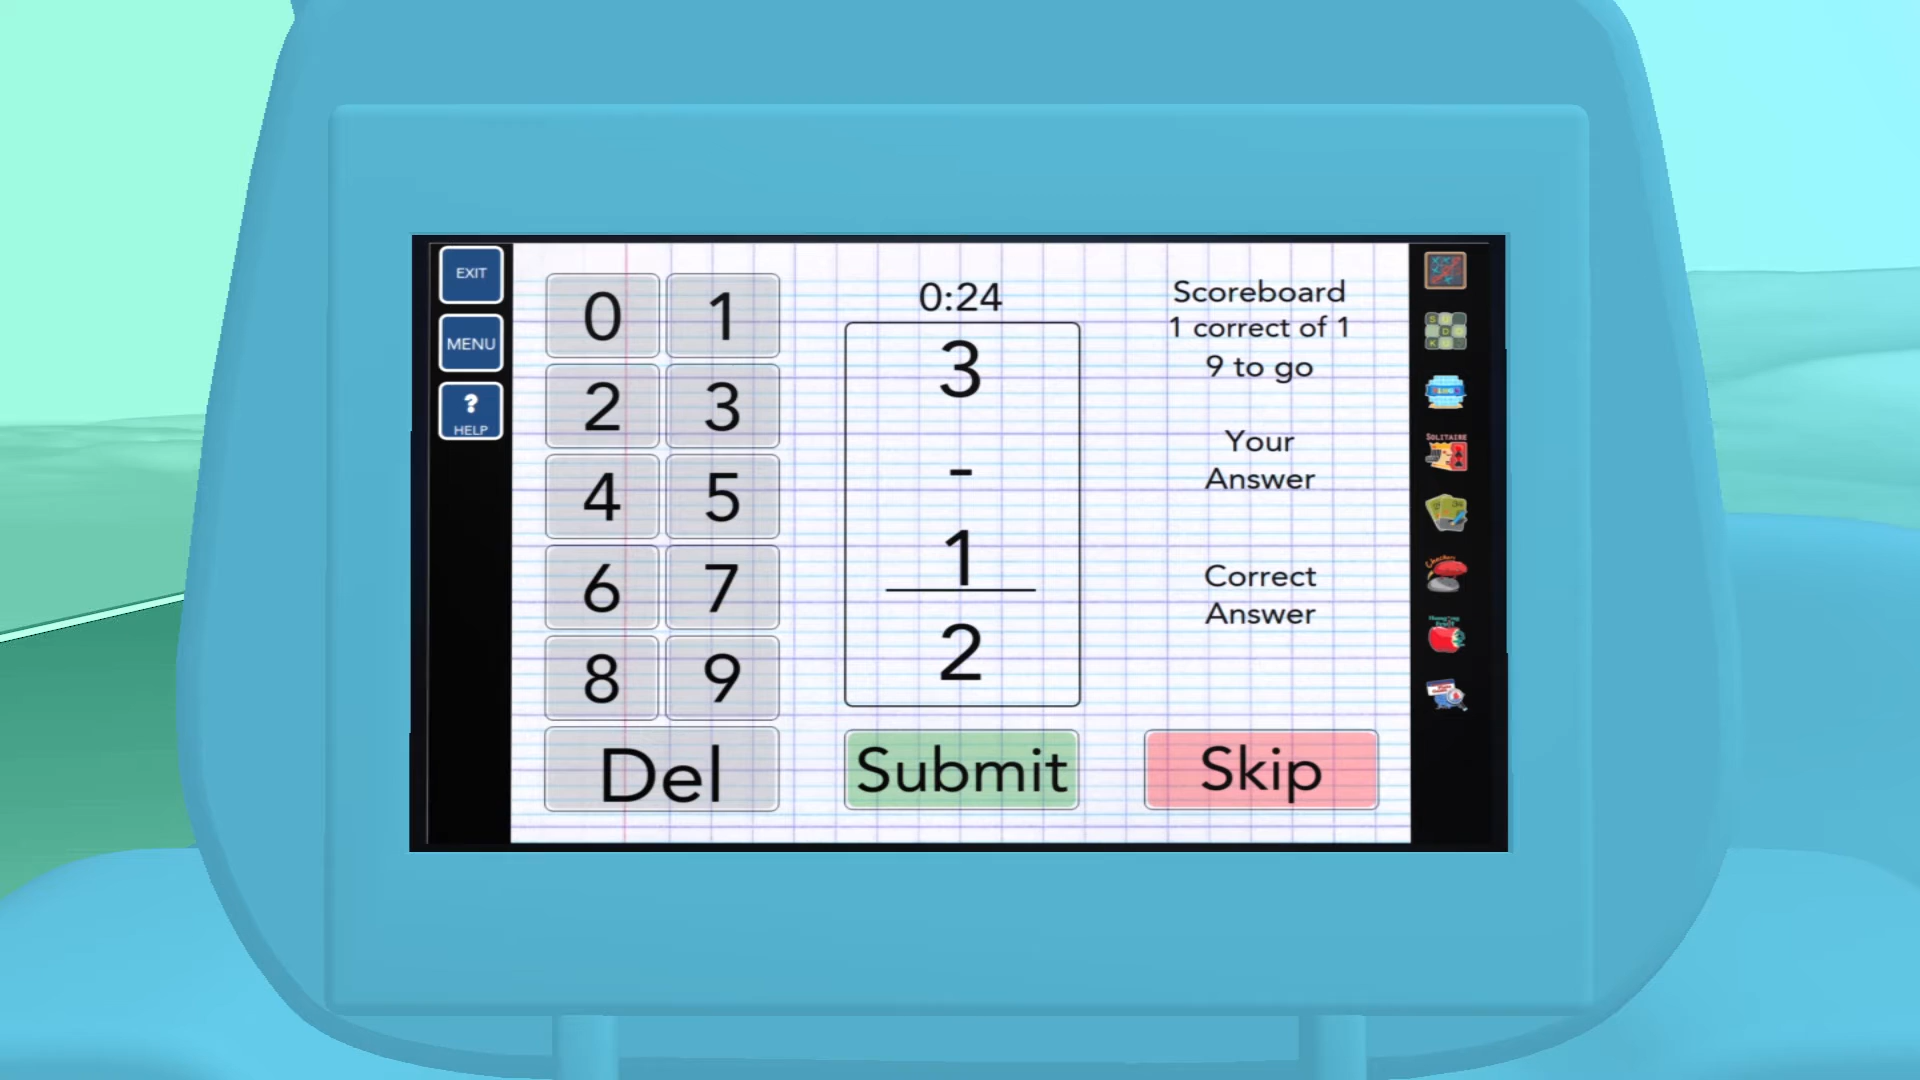 EXIT
MENU
?
HELP
0 1
2 3
4 5
6 7
8 9
Del
0:24
3
-
1
2
Submit
Scoreboard
1 correct of 1
9 to go
Your
Answer
Correct
Answer
Skip
SOLITAIRE